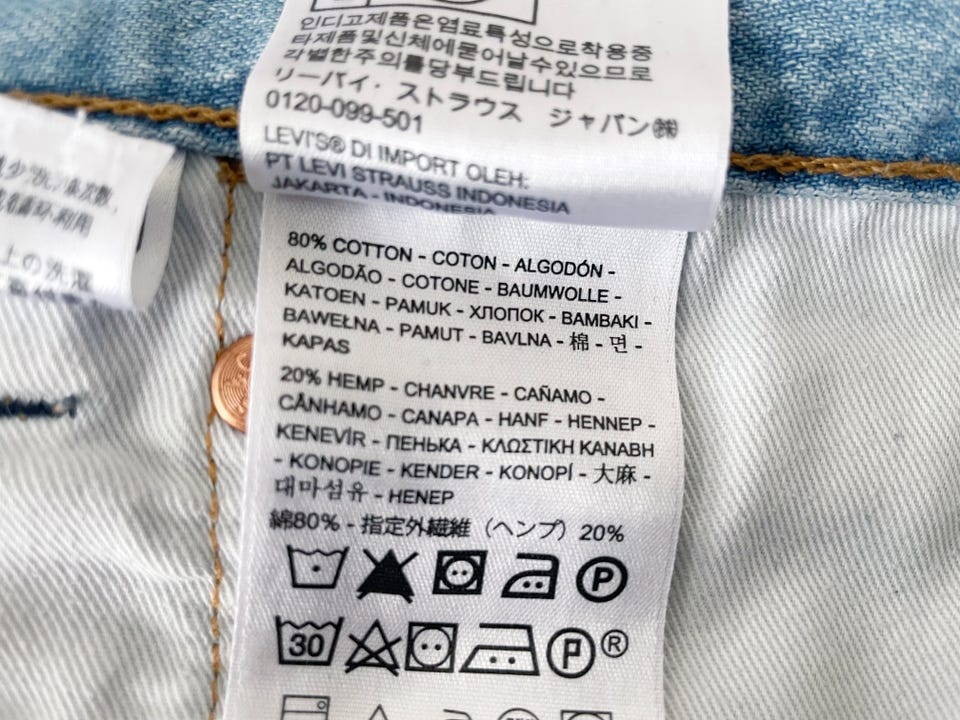 인디고제품은염료특성으로착용중
타제품및신체에묻어날수있으므로
각별한주의를당부드립니다
リーバイ・ストラウス ジャパン㈱
0120-099-501
LEVI'S® DI IMPORT OLEH:
PT LEVI STRAUSS INDONESIA
JAKARTA - INDONESIA
80% COTTON - COTON - ALGODÓN -
ALGODÃO - COTONE - BAUMWOLLE -
KATOEN - PAMUK - ХЛОПОК - BAMBAKI -
BAWEŁNA - PAMUT - BAVLNA - 棉 - 면 -
KAPAS
20% HEMP - CHANVRE - CAÑAMO -
CÂNHAMO - CANAPA - HANF - HENNEP -
KENEVİR - ПЕНЬКА - ΚΛΩΣΤΙΚΗ ΚΑΝΑΒΗ
- KONOPIE - KENDER - KONOPÍ - 大麻 -
대마섬유 - HENEP
綿80% - 指定外繊維（ヘンプ）20%
P
30 P ®